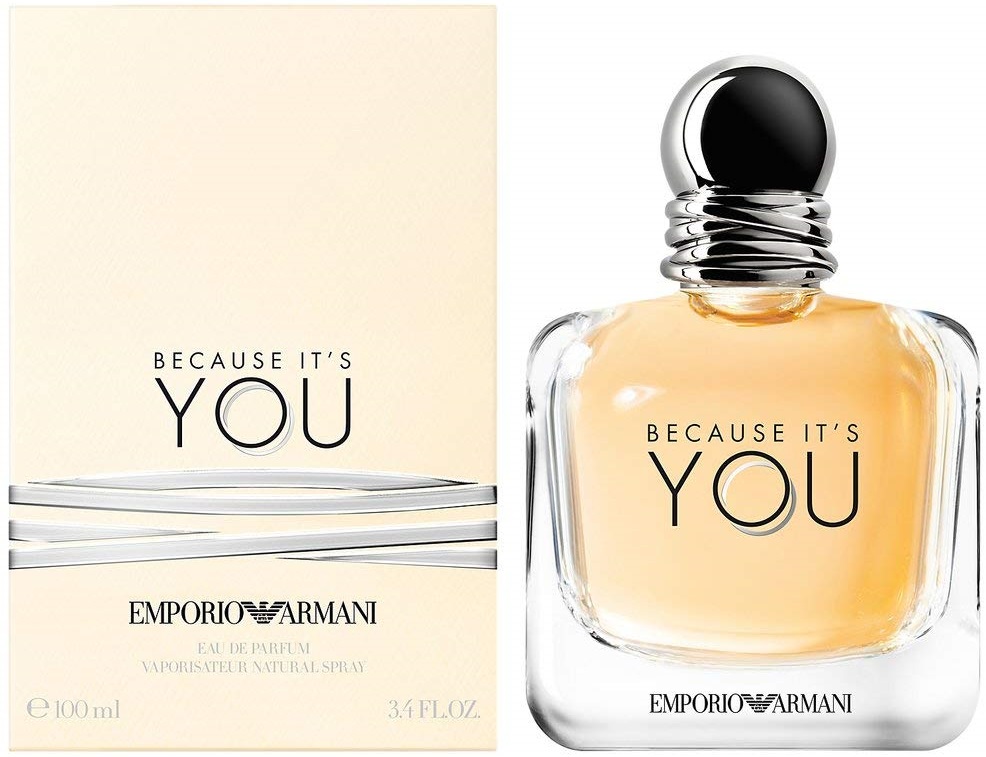 BECAUSE IT'S
YOU
EMPORIO ARMANI
EAU DE PARFUM
VAPORISATEUR NATURAL SPRAY
℮ 100 ml 3.4 FL.OZ.
BECAUSE IT'S
YOU
EMPORIO ARMANI